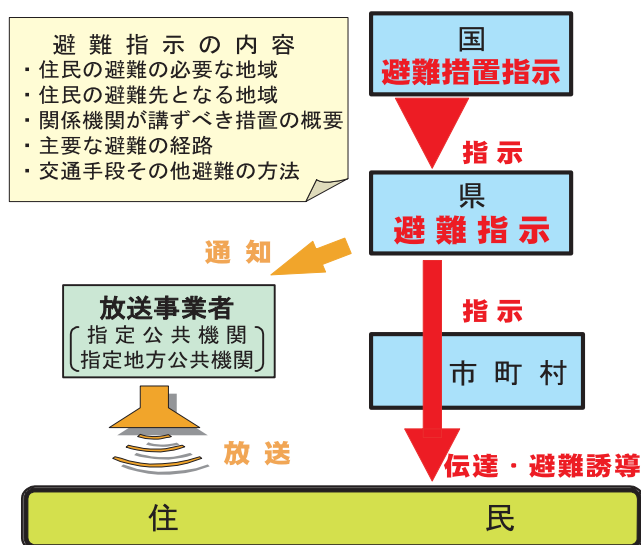 避難指示の内容
・住民の避難の必要な地域
・住民の避難先となる地域
・関係機関が講ずべき措置の概要
・主要な避難の経路
・交通手段その他避難の方法
国
避難措置指示
指示
県
避難指示
通知
放送事業者
指定公共機関
指定地方公共機関
指示
市町村
放送
伝達・避難誘導
住民